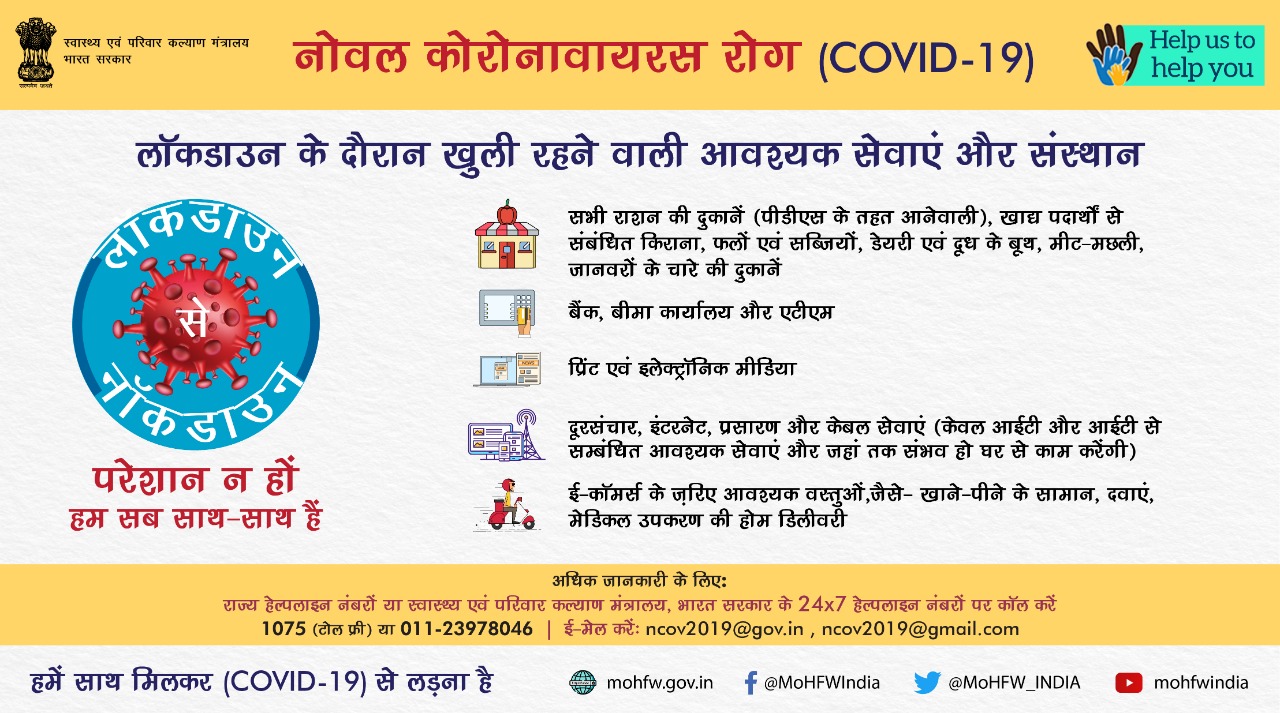 स्वास्थ्य एवं परिवार कल्याण मंत्रालय
भारत सरकार
सत्यमेव जयते
नोवल कोरोनावायरस रोग (COVID-19)
Help us to
help you
लॉकडाउन के दौरान खुली रहने वाली आवश्यक सेवाएं और संस्थान
लाकडाउन
से
नॉकडाउन
परेशान न हों
हम सब साथ-साथ हैं
सभी राशन की दुकानें (पीडीएस के तहत आनेवाली), खाद्य पदार्थों से
संबंधित किराना, फलों एवं सब्जियों, डेयरी एवं दूध के बूथ, मीट-मछली,
जानवरों के चारे की दुकानें
बैंक, बीमा कार्यालय और एटीएम
NEWS
प्रिंट एवं इलेक्ट्रॉनिक मीडिया
दूरसंचार, इंटरनेट, प्रसारण और केबल सेवाएं (केवल आईटी और आईटी से
सम्बंधित आवश्यक सेवाएं और जहां तक संभव हो घर से काम करेंगी)
ई-कॉमर्स के ज़रिए आवश्यक वस्तुओं,जैसे- खाने-पीने के सामान, दवाएं,
मेडिकल उपकरण की होम डिलीवरी
अधिक जानकारी के लिए:
राज्य हेल्पलाइन नंबरों या स्वास्थ्य एवं परिवार कल्याण मंत्रालय, भारत सरकार के 24x7 हेल्पलाइन नंबरों पर कॉल करें
1075 (टोल फ्री) या 011-23978046 | ई-मेल करें: ncov2019@gov.in , ncov2019@gmail.com
हमें साथ मिलकर (COVID-19) से लड़ना है
mohfw.gov.in
@MoHFWIndia
@MoHFW_INDIA
mohfwindia